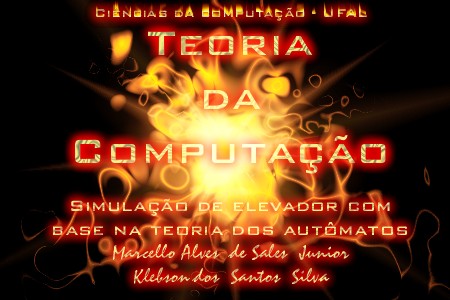 Ciências da Computação - UFAL
Teoria
da
Computação
Simulação de elevador com
base na teoria dos autômatos
Marcello Alves de Sales Junior
Klebson dos Santos Silva